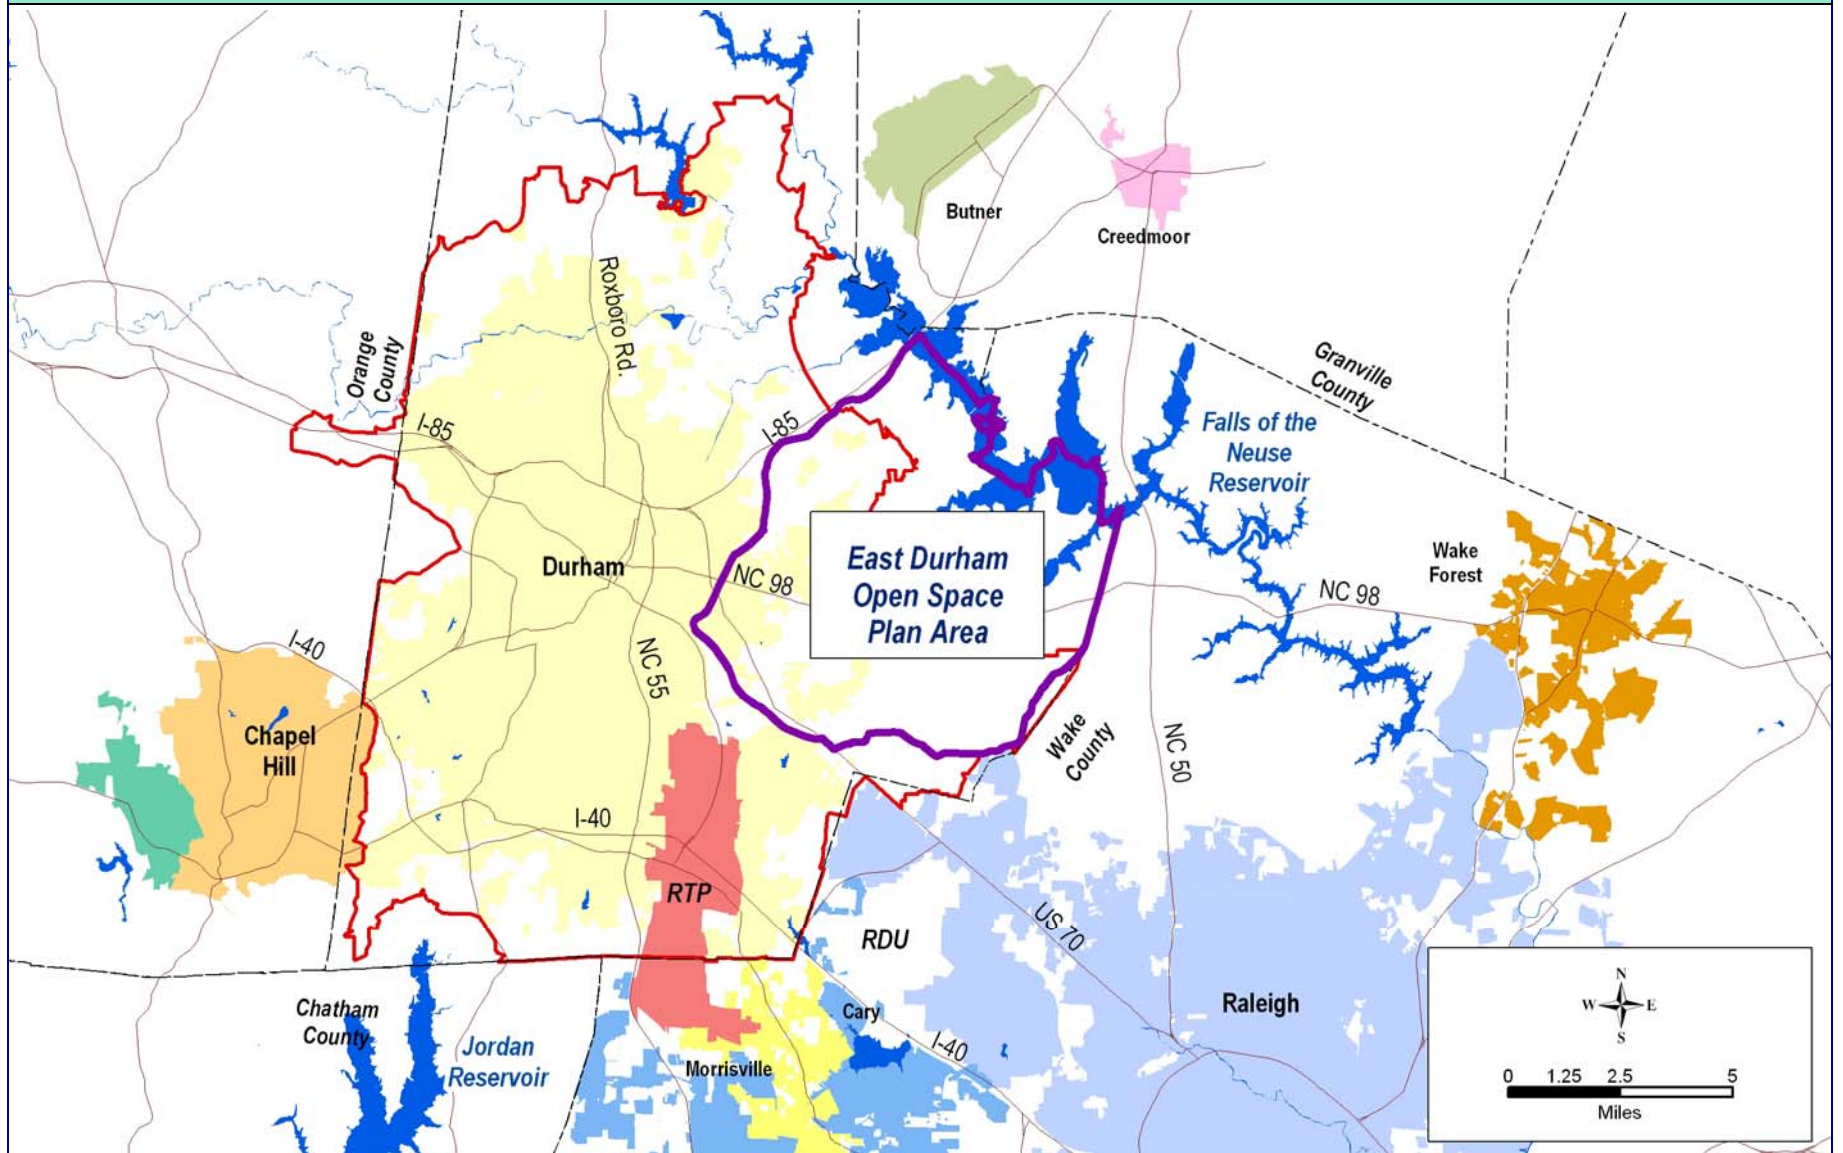 Butner
Creedmoor
Roxboro Rd.
Orange
County
Granville
County
I-85
I-85
Falls of the
Neuse
Reservoir
East Durham
Open Space
Plan Area
Durham
NC 98
NC 98
Wake
Forest
I-40
NC 55
Chapel
Hill
Wake
County
NC 50
I-40
RTP
RDU
US 70
Chatham
County
Jordan
Reservoir
Cary
Morrisville
I-40
Raleigh
N
W
E
S
0 1.25 2.5 5
Miles